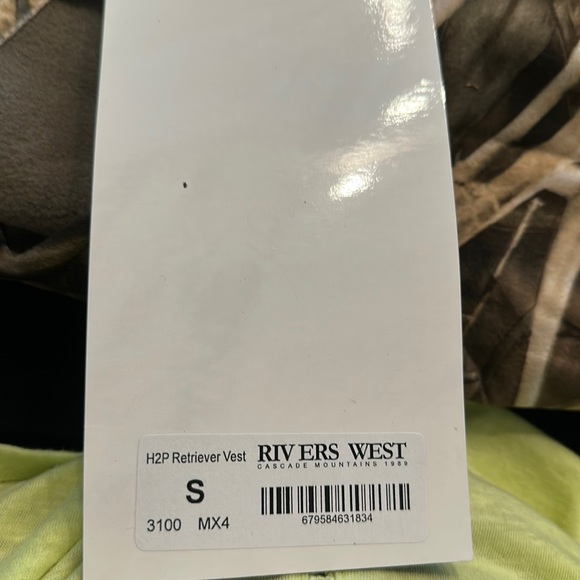 H2P Retriever Vest RIVERS WEST
CASCADE MOUNTAINS 1989
S
3100 MX4 679584631834